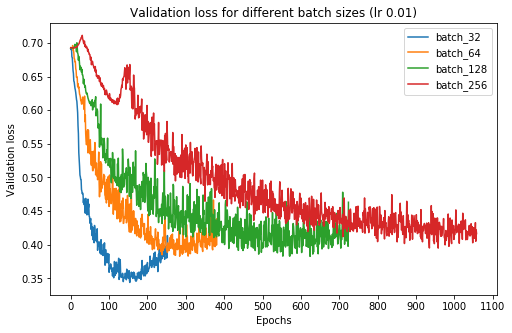 Validation loss for different batch sizes (lr 0.01)
batch_32
batch_64
batch_128
batch_256
Validation loss
0.70
0.65
0.60
0.55
0.50
0.45
0.40
0.35
0 100 200 300 400 500 600 700 800 900 1000 1100
Epochs